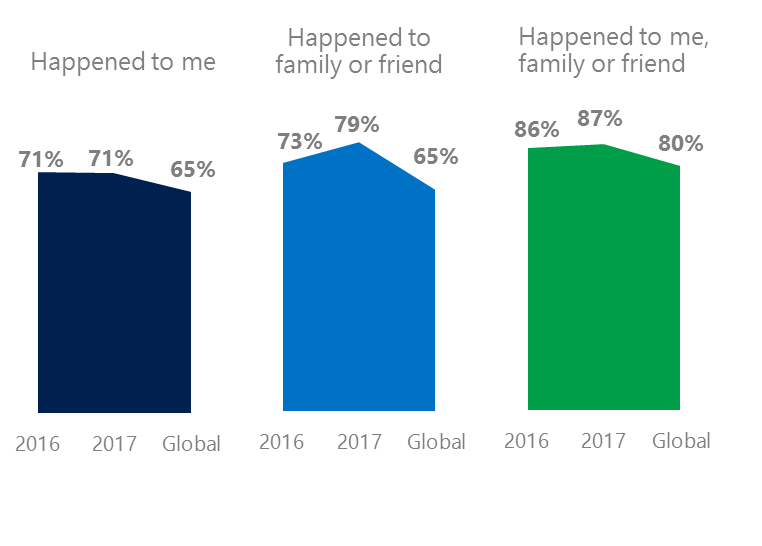 Happened to me
71%
71%
65%
2016
2017
Global
Happened to
family or friend
73%
79%
65%
2016
2017
Global
Happened to me,
family or friend
86%
87%
80%
2016
2017
Global